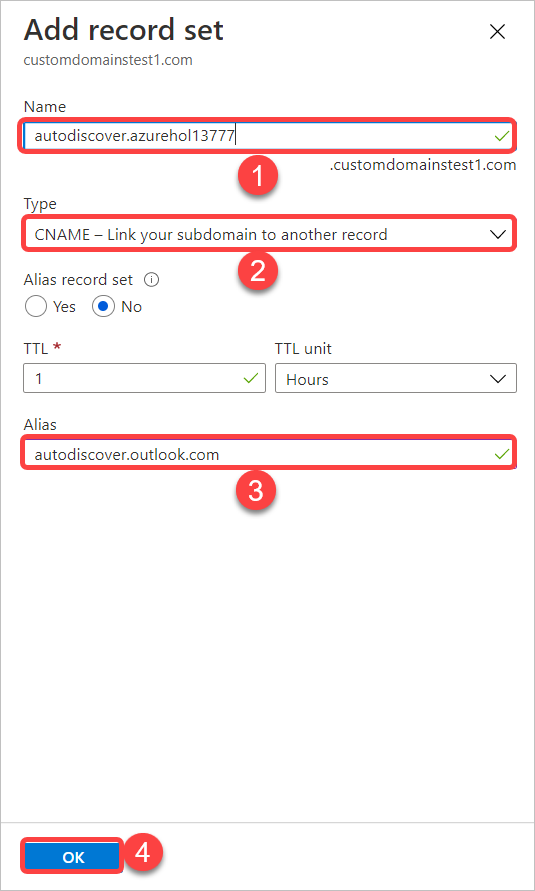 Add record set
customdomainstest1.com
Name
autodiscover.azurehol13777
.customdomainstest1.com
1
Type
CNAME – Link your subdomain to another record
2
Alias record set
Yes No
TTL * TTL unit
1 Hours
Alias
autodiscover.outlook.com
3
OK 4